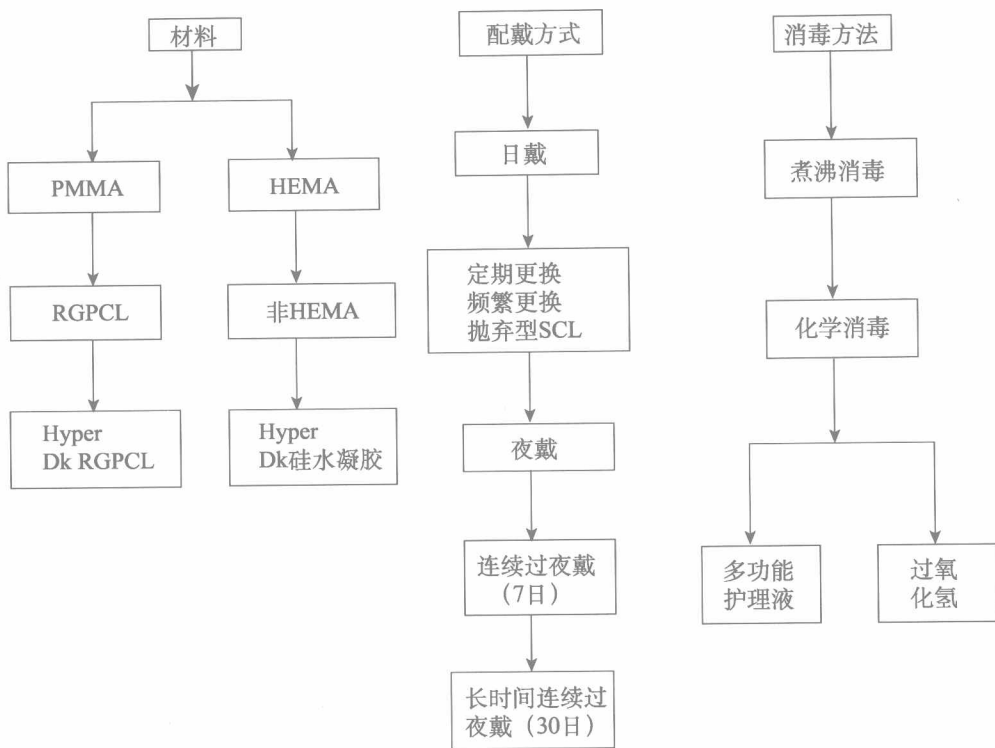 材料
PMMA
HEMA
RGPCL
非HEMA
Hyper
Dk RGPCL
Hyper
Dk硅水凝胶
配戴方式
日戴
定期更换
频繁更换
抛弃型SCL
夜戴
连续过夜戴
（7日）
长时间连续过
夜戴（30日）
消毒方法
煮沸消毒
化学消毒
多功能
护理液
过氧
化氢